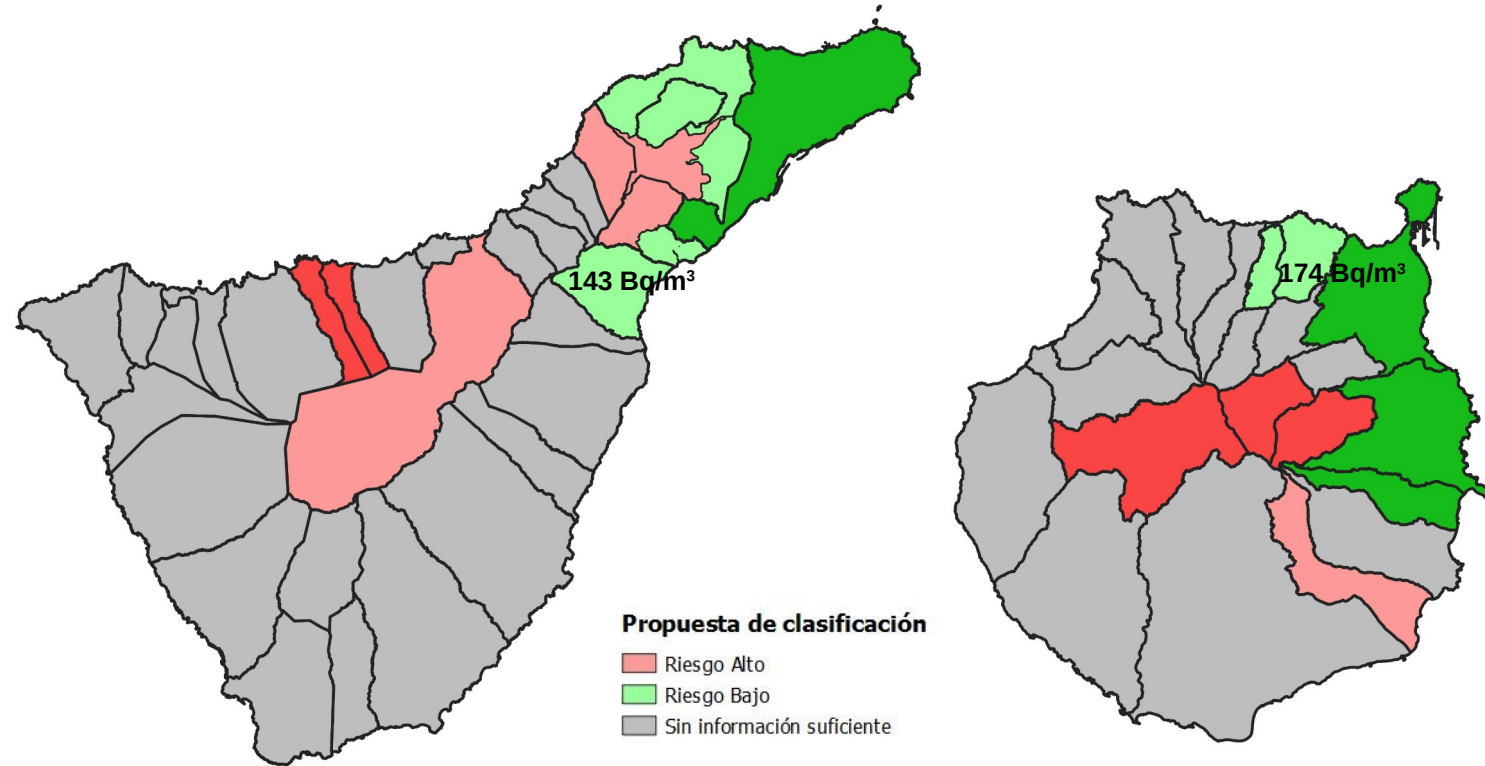 143 Bq/m³
174 Bq/m³
Propuesta de clasificación
Riesgo Alto
Riesgo Bajo
Sin información suficiente